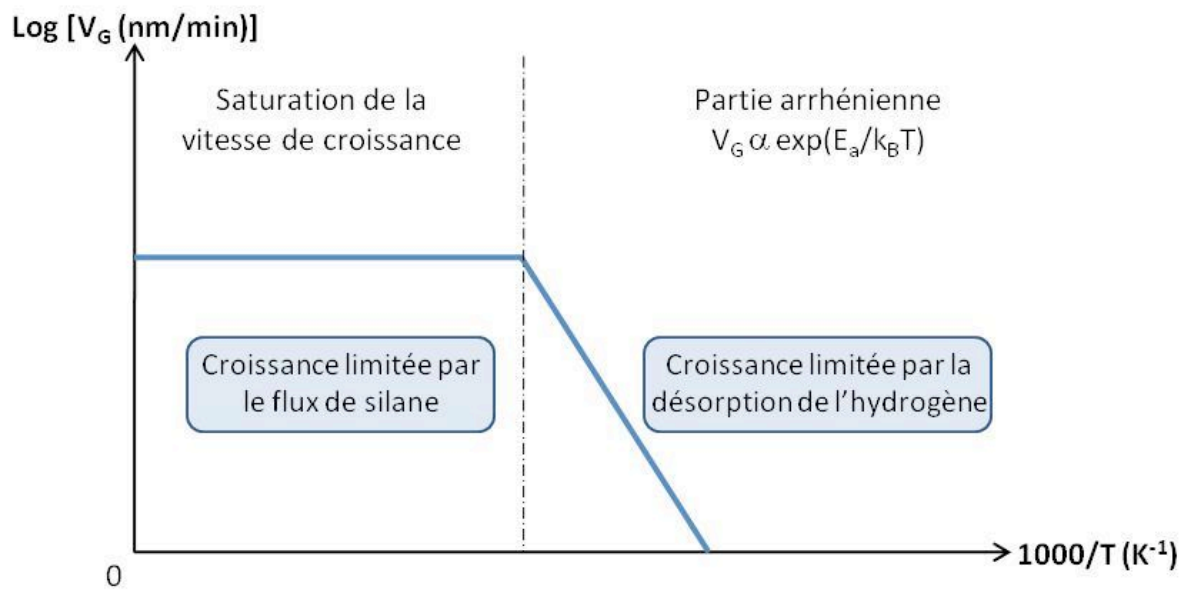 Log [V_G (nm/min)]
Saturation de la
vitesse de croissance
Partie arrhénienne
V_G α exp(E_a/k_BT)
Croissance limitée par
le flux de silane
Croissance limitée par la
désorption de l'hydrogène
0
1000/T (K⁻¹)